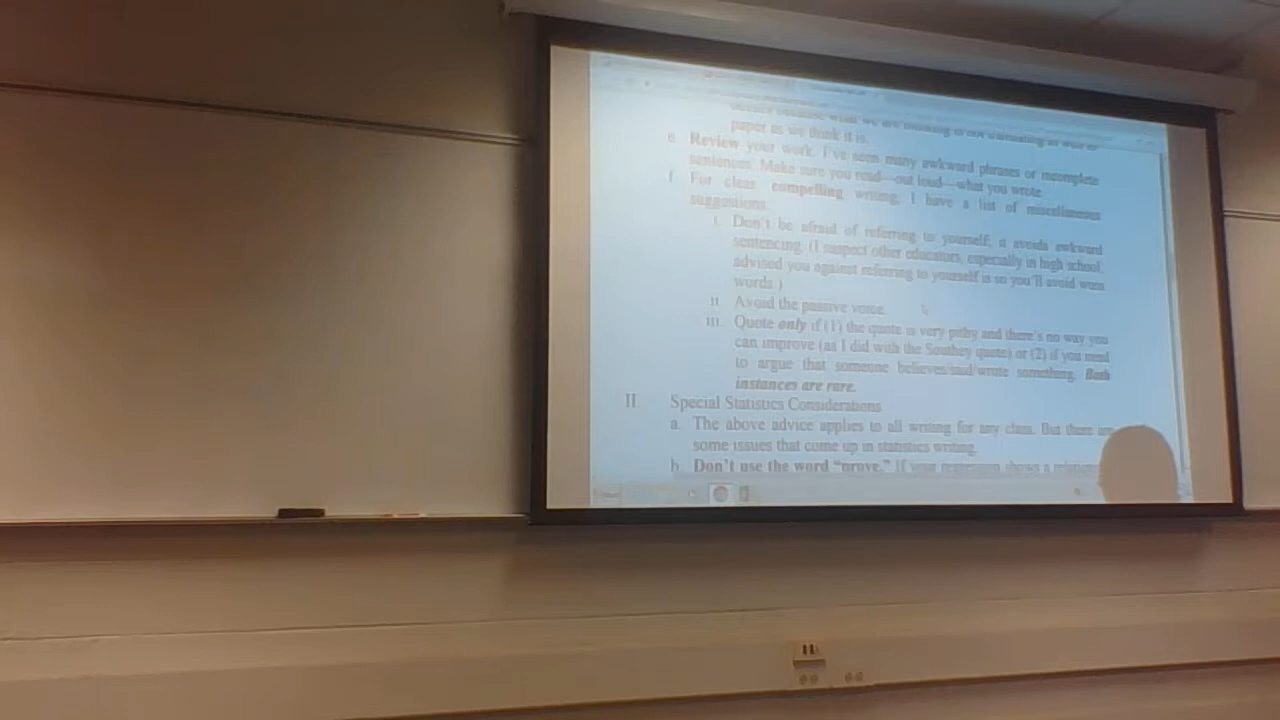 paper as we think it is.
e. Review your work. I've seen many awkward phrases or incomplete
sentences. Make sure you read—out loud—what you wrote.
f. For clear, compelling writing, I have a list of miscellaneous
suggestions.
i. Don't be afraid of referring to yourself; it avoids awkward
sentencing. (I suspect other educators, especially in high school,
advised you against referring to yourself is so you'll avoid
words.)
ii. Avoid the passive voice.
iii. Quote only if (1) the quote is very pithy and there's no way you
can improve (as I did with the Southey quote) or (2) if you need
to argue that someone believes/said/wrote something. Both
instances are rare.
II. Special Statistics Considerations
a. The above advice applies to all writing for any class. But there are
some issues that come up in statistics writing.
b. Don't use the word "prove." If your regression shows a